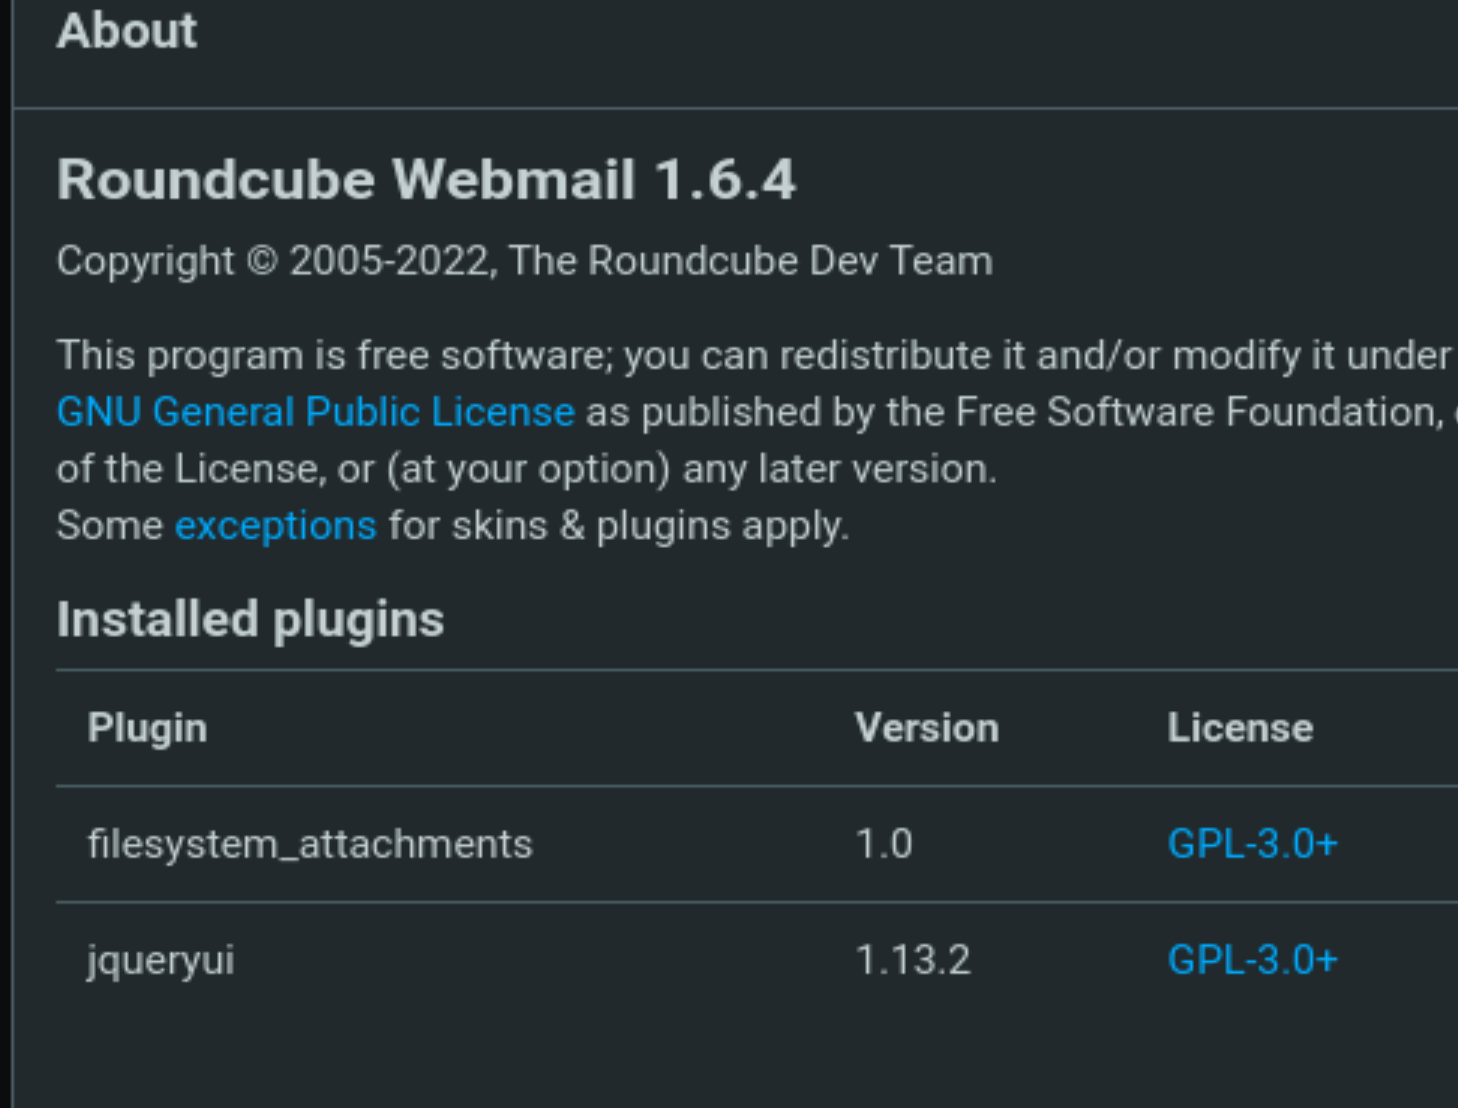 About
Roundcube Webmail 1.6.4
Copyright © 2005-2022, The Roundcube Dev Team
This program is free software; you can redistribute it and/or modify it under
GNU General Public License as published by the Free Software Foundation,
of the License, or (at your option) any later version.
Some exceptions for skins & plugins apply.
Installed plugins
Plugin Version License
filesystem_attachments 1.0 GPL-3.0+
jqueryui 1.13.2 GPL-3.0+